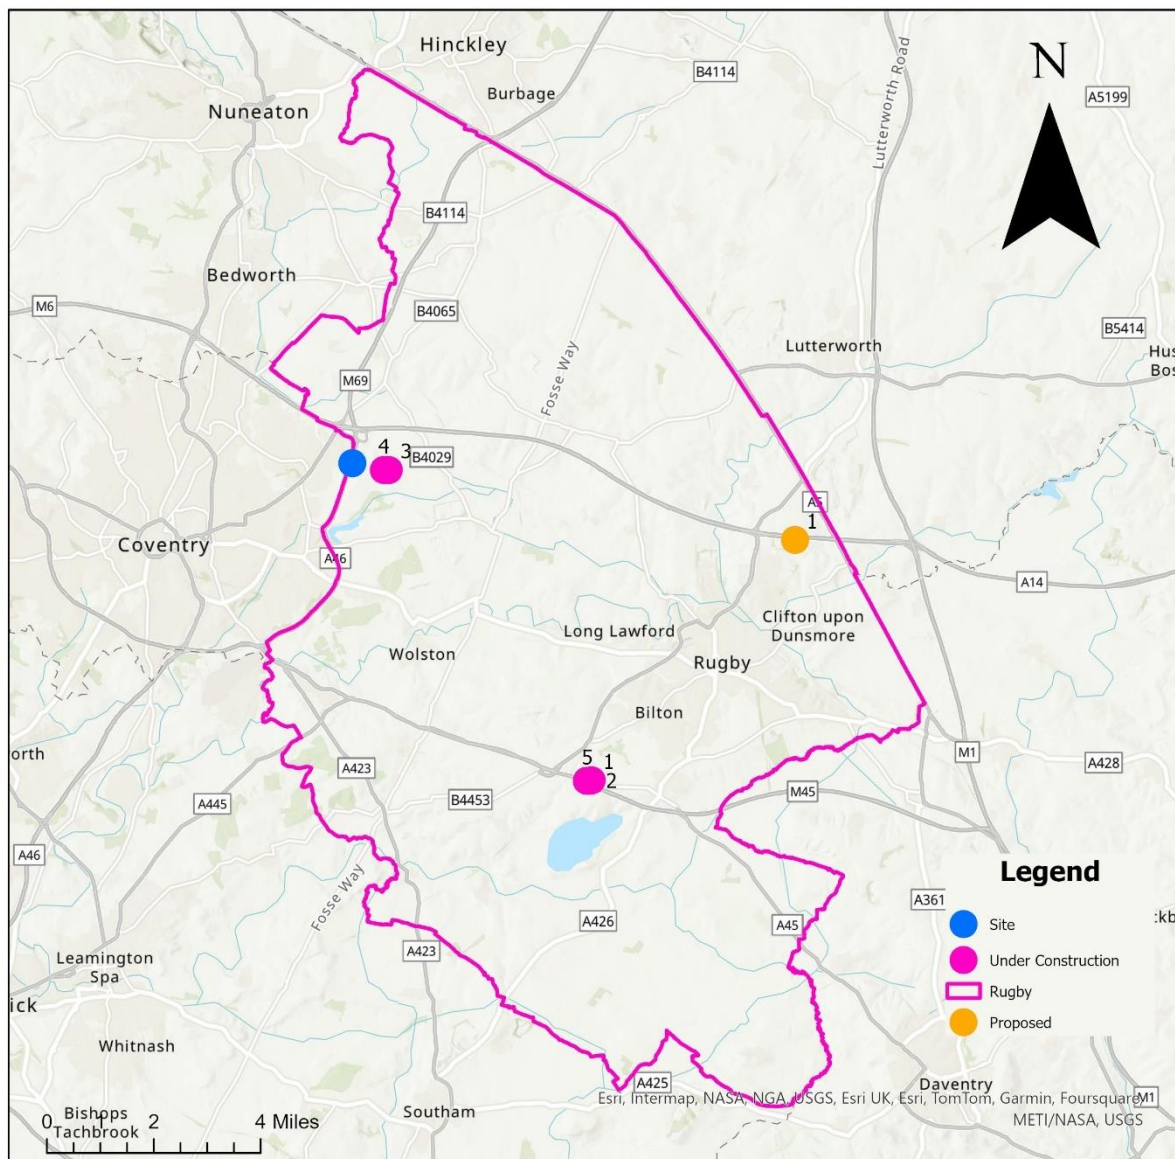 Hinckley
N
B4114
Lutterworth Road
A5199
Burbage
Nuneaton
B4114
Bedworth
M6
B4065
B5414
Lutterworth
Hus
Bos
M69
Fosse Way
4
3
B4029
A5
1
Coventry
A46
A14
Clifton upon
Dunsmore
Long Lawford
Wolston
Rugby
Bilton
orth
M1
A428
A423
5
1
2
B4453
A445
M45
A46
Legend
Fosse Way
A361
A426
A45
ckb
Site
A423
Leamington
Spa
Under Construction
Rugby
ick
Proposed
Whitnash
A425
Daventry
Esri, Intermap, NASA, NGA, USGS, Esri UK, Esri, TomTom, Garmin, Foursquare,
M1
METI/NASA, USGS
Southam
Bishops
Tachbrook
0 2 4 Miles